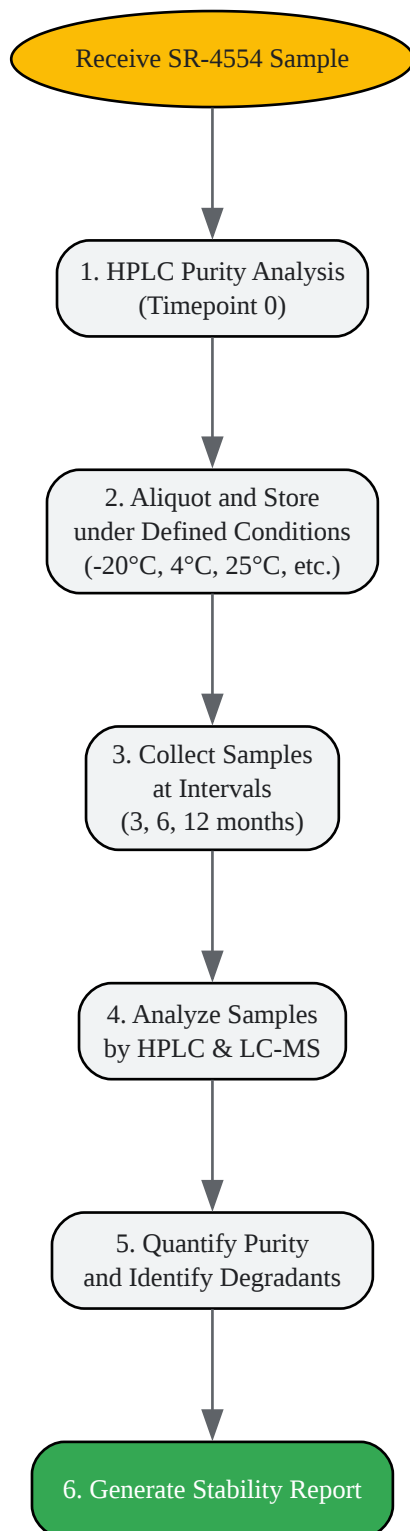 Receive SR-4554 Sample
1. HPLC Purity Analysis
(Timepoint 0)
2. Aliquot and Store
under Defined Conditions
(-20°C, 4°C, 25°C, etc.)
3. Collect Samples
at Intervals
(3, 6, 12 months)
4. Analyze Samples
by HPLC & LC-MS
5. Quantify Purity
and Identify Degradants
6. Generate Stability Report